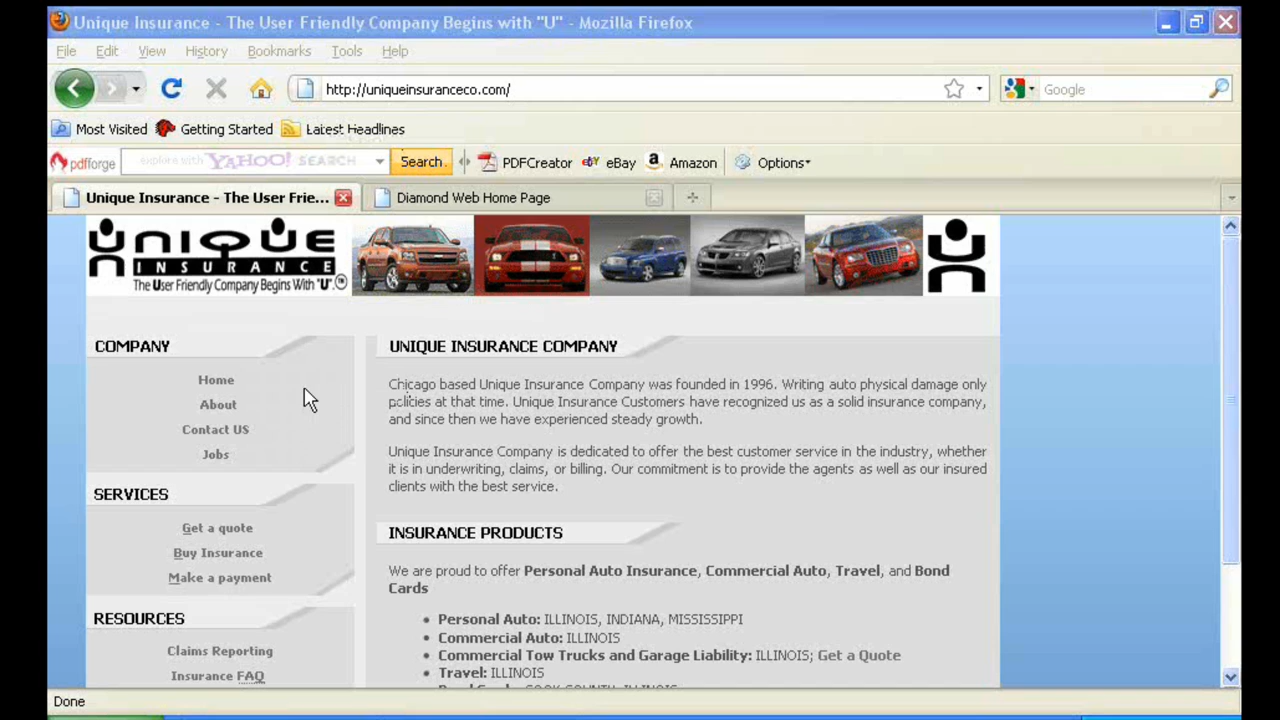 Unique Insurance - The User Friendly Company Begins with "U" - Mozilla Firefox
File Edit View History Bookmarks Tools Help
http://uniqueinsuranceco.com/
Google
Most Visited Getting Started Latest Headlines
pdfforge explore with YAHOO! SEARCH Search PDFCreator eBay Amazon Options
Unique Insurance - The User Frie... Diamond Web Home Page
UNIQUE
INSURANCE
The User Friendly Company Begins With "U".™
COMPANY
Home
About
Contact US
Jobs
SERVICES
Get a quote
Buy Insurance
Make a payment
RESOURCES
Claims Reporting
Insurance FAQ
UNIQUE INSURANCE COMPANY
Chicago based Unique Insurance Company was founded in 1996. Writing auto physical damage only
policies at that time. Unique Insurance Customers have recognized us as a solid insurance company,
and since then we have experienced steady growth.
Unique Insurance Company is dedicated to offer the best customer service in the industry, whether
it is in underwriting, claims, or billing. Our commitment is to provide the agents as well as our insured
clients with the best service.
INSURANCE PRODUCTS
We are proud to offer Personal Auto Insurance, Commercial Auto, Travel, and Bond
Cards
Personal Auto: ILLINOIS, INDIANA, MISSISSIPPI
Commercial Auto: ILLINOIS
Commercial Tow Trucks and Garage Liability: ILLINOIS; Get a Quote
Travel: ILLINOIS
Done